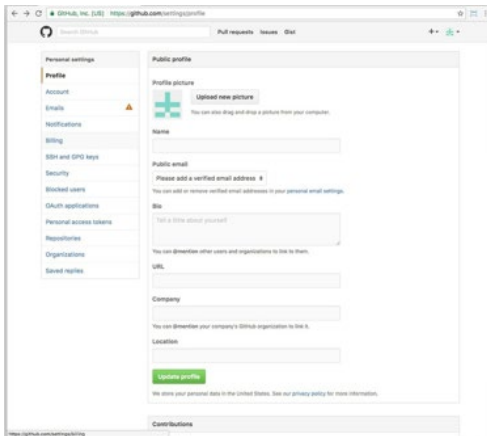 GitHub, Inc. [US]
https://github.com/settings/profile
Search GitHub
Pull requests Issues Gist
Personal settings
Profile
Account
Emails
Notifications
Billing
SSH and GPG keys
Security
Blocked users
OAuth applications
Personal access tokens
Repositories
Organizations
Saved replies
Public profile
Profile picture
Upload new picture
You can also drag and drop a picture from your computer.
Name
Public email
Please add a verified email address
You can add or remove verified email addresses in your personal email settings.
Bio
Tell a little about yourself
You can @mention other users and organizations to link to them.
URL
Company
You can @mention your company's GitHub organization to link it.
Location
Update profile
We store your personal data in the United States. See our privacy policy for more information.
Contributions
https://github.com/settings/billing